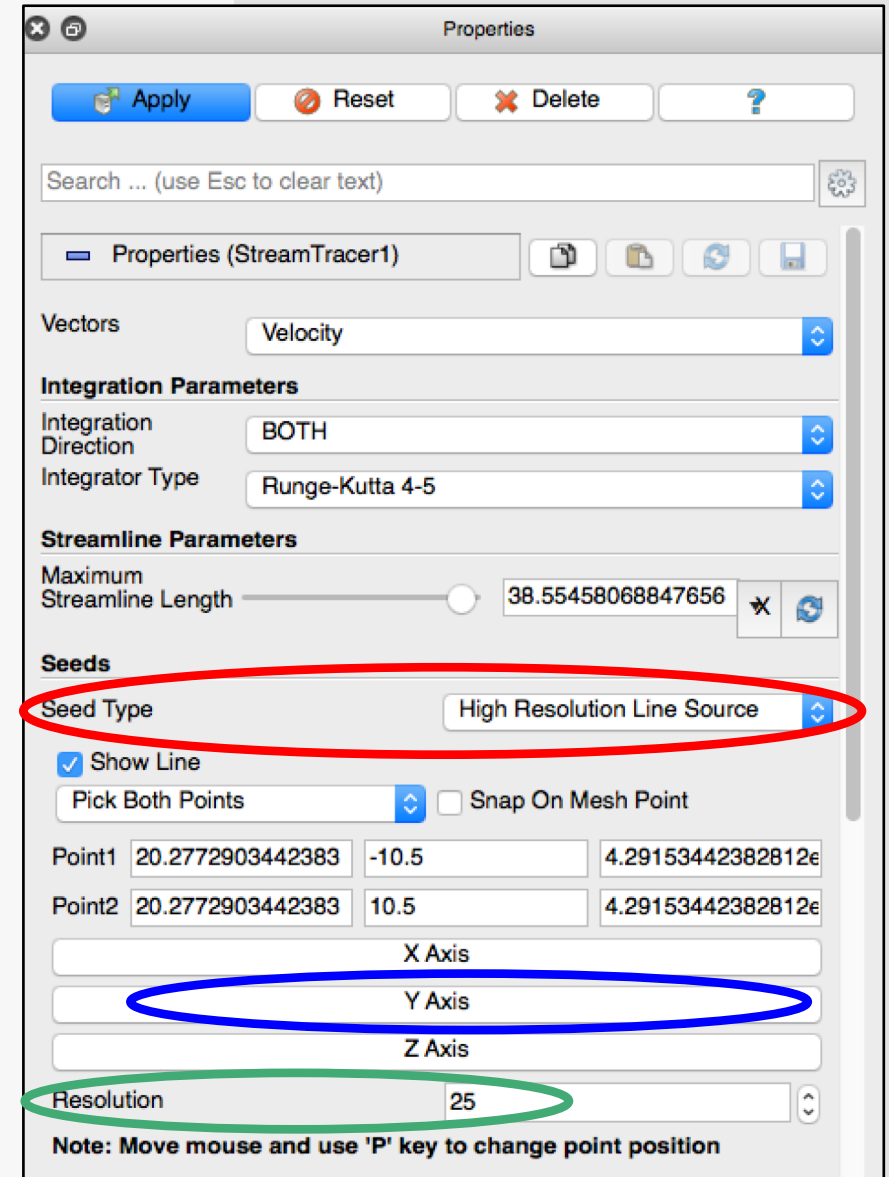 Properties
Apply Reset Delete ?
Search ... (use Esc to clear text)
Properties (StreamTracer1)
Vectors Velocity
Integration Parameters
Integration
Direction BOTH
Integrator Type Runge-Kutta 4-5
Streamline Parameters
Maximum
Streamline Length 38.55458068847656 X
Seeds
Seed Type High Resolution Line Source
Show Line
Pick Both Points Snap On Mesh Point
Point1 20.2772903442383 -10.5 4.29153442382812e
Point2 20.2772903442383 10.5 4.29153442382812e
X Axis
Y Axis
Z Axis
Resolution 25
Note: Move mouse and use 'P' key to change point position